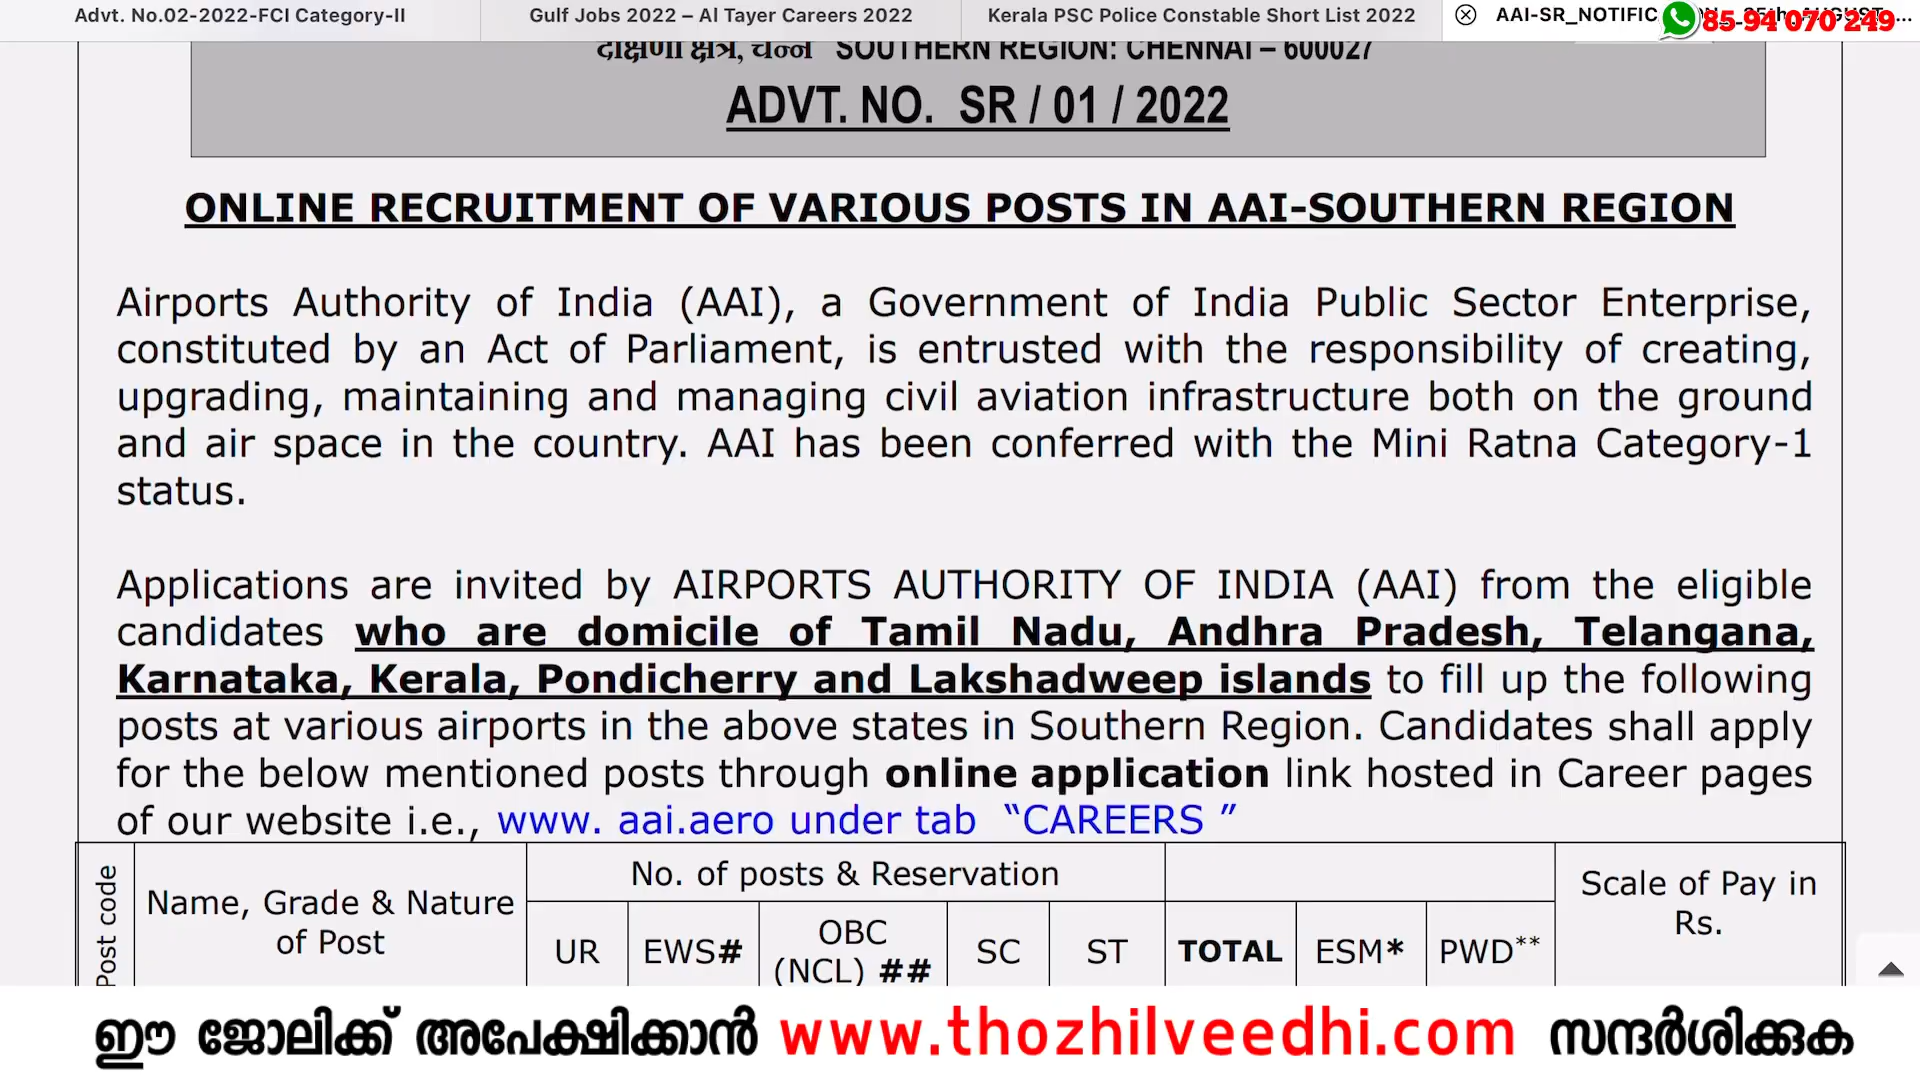 Advt. No.02-2022-FCI Category-II
Gulf Jobs 2022 – Al Tayer Careers 2022
Kerala PSC Police Constable Short List 2022
AAI-SR_NOTIFIC
85 94 070 249
दक्षिणी क्षेत्र, SOUTHERN REGION: CHENNAI – 600027
ADVT. NO. SR / 01 / 2022
ONLINE RECRUITMENT OF VARIOUS POSTS IN AAI-SOUTHERN REGION
Airports Authority of India (AAI), a Government of India Public Sector Enterprise,
constituted by an Act of Parliament, is entrusted with the responsibility of creating,
upgrading, maintaining and managing civil aviation infrastructure both on the ground
and air space in the country. AAI has been conferred with the Mini Ratna Category-1
status.
Applications are invited by AIRPORTS AUTHORITY OF INDIA (AAI) from the eligible
candidates who are domicile of Tamil Nadu, Andhra Pradesh, Telangana,
Karnataka, Kerala, Pondicherry and Lakshadweep islands to fill up the following
posts at various airports in the above states in Southern Region. Candidates shall apply
for the below mentioned posts through online application link hosted in Career pages
of our website i.e., www. aai.aero under tab “CAREERS ”
Post code
Name, Grade & Nature
of Post
No. of posts & Reservation
UR
EWS#
OBC
(NCL) ##
SC
ST
TOTAL
ESM*
PWD**
Scale of Pay in
Rs.
ഈ ജോലിക്ക് അപേക്ഷിക്കാൻ www.thozhilveedhi.com സന്ദർശിക്കുക